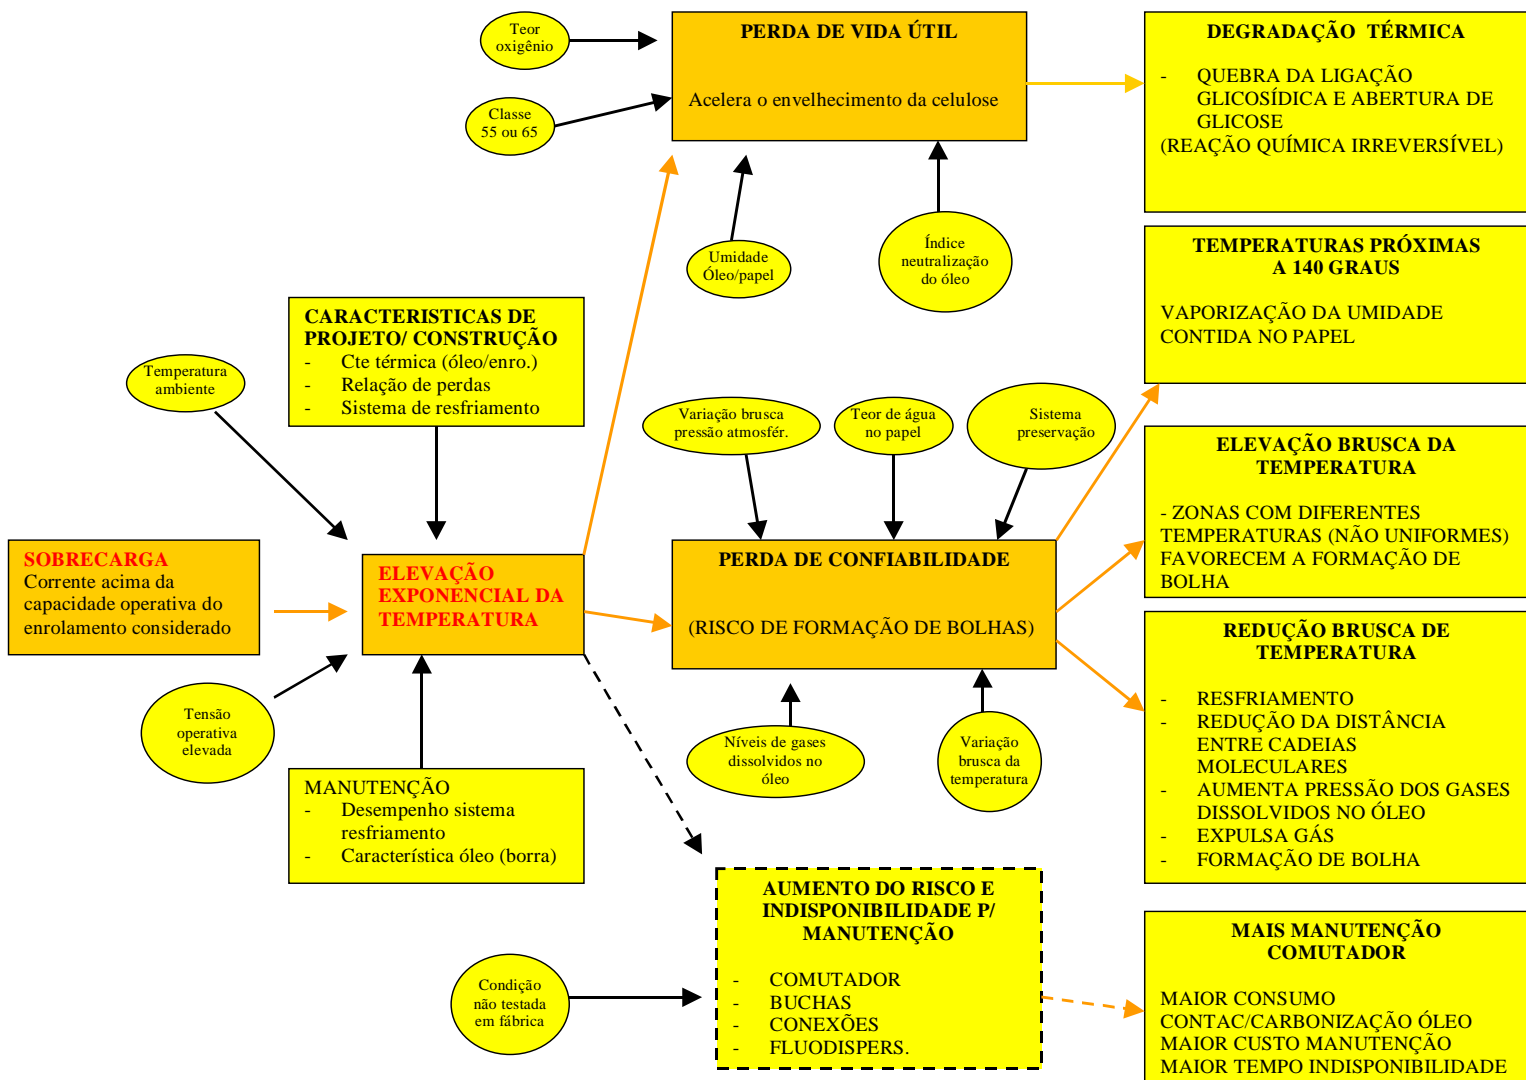 Teor
oxigênio
PERDA DE VIDA ÚTIL
Acelera o envelhecimento da celulose
DEGRADAÇÃO TÉRMICA
- QUEBRA DA LIGAÇÃO
GLICOSÍDICA E ABERTURA DE
GLICOSE
(REAÇÃO QUÍMICA IRREVERSÍVEL)
Classe
55 ou 65
Umidade
Óleo/papel
Índice
neutralização
do óleo
TEMPERATURAS PRÓXIMAS
A 140 GRAUS
VAPORIZAÇÃO DA UMIDADE
CONTIDA NO PAPEL
CARACTERISTICAS DE
PROJETO/ CONSTRUÇÃO
- Cte térmica (óleo/enro.)
- Relação de perdas
- Sistema de resfriamento
Temperatura
ambiente
Variação brusca
pressão atmosfér.
Teor de água
no papel
Sistema
preservação
ELEVAÇÃO BRUSCA DA
TEMPERATURA
- ZONAS COM DIFERENTES
TEMPERATURAS (NÃO UNIFORMES)
FAVORECEM A FORMAÇÃO DE
BOLHA
SOBRECARGA
Corrente acima da
capacidade operativa do
enrolamento considerado
ELEVAÇÃO
EXPONENCIAL DA
TEMPERATURA
PERDA DE CONFIABILIDADE
(RISCO DE FORMAÇÃO DE BOLHAS)
REDUÇÃO BRUSCA DE
TEMPERATURA
- RESFRIAMENTO
- REDUÇÃO DA DISTÂNCIA
ENTRE CADEIAS
MOLECULARES
- AUMENTA PRESSÃO DOS GASES
DISSOLVIDOS NO ÓLEO
- EXPULSA GÁS
- FORMAÇÃO DE BOLHA
Tensão
operativa
elevada
Níveis de gases
dissolvidos no
óleo
Variação
brusca da
temperatura
MANUTENÇÃO
- Desempenho sistema
resfriamento
- Característica óleo (borra)
AUMENTO DO RISCO E
INDISPONIBILIDADE P/
MANUTENÇÃO
- COMUTADOR
- BUCHAS
- CONEXÕES
- FLUODISPERS.
Condição
não testada
em fábrica
MAIS MANUTENÇÃO
COMUTADOR
MAIOR CONSUMO
CONTAC/CARBONIZAÇÃO ÓLEO
MAIOR CUSTO MANUTENÇÃO
MAIOR TEMPO INDISPONIBILIDADE